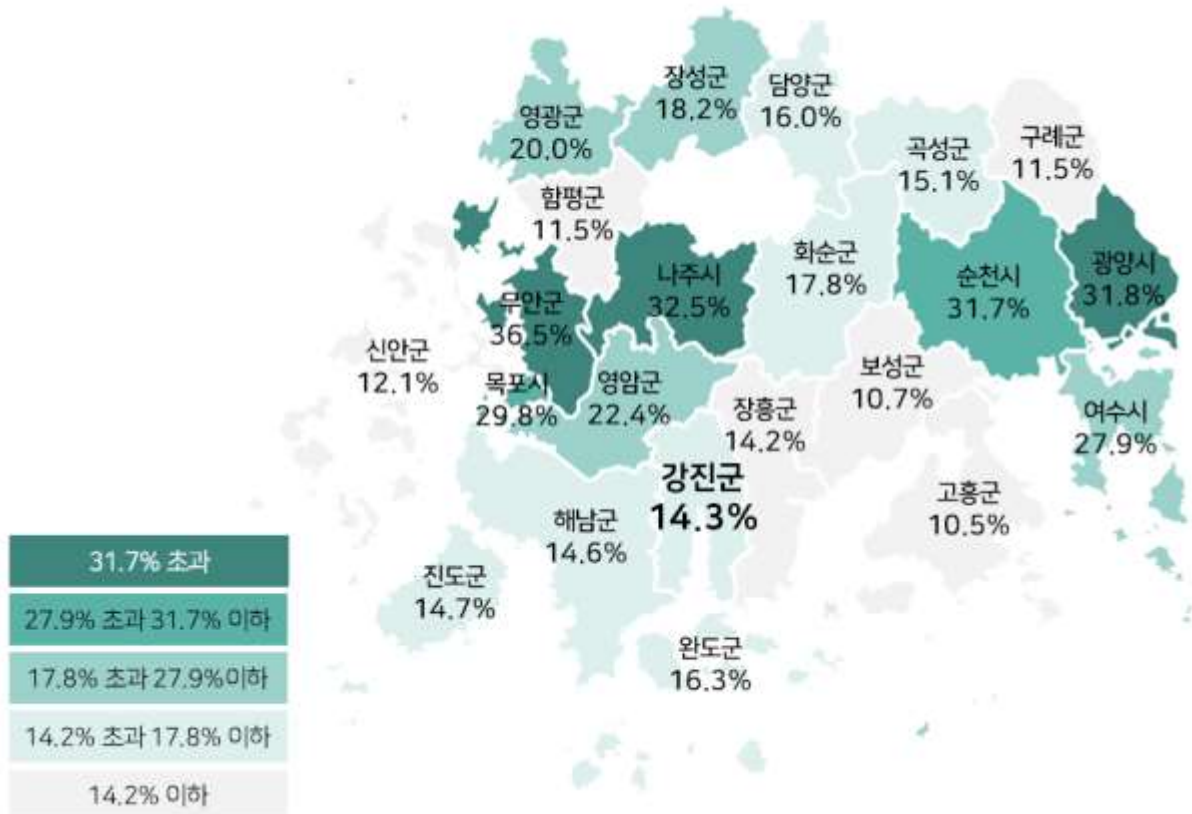 장성군
18.2%
담양군
16.0%
영광군
20.0%
구례군
11.5%
곡성군
15.1%
함평군
11.5%
화순군
17.8%
나주시
32.5%
순천시
31.7%
광양시
31.8%
무안군
36.5%
신안군
12.1%
목포시
29.8%
영암군
22.4%
장흥군
14.2%
보성군
10.7%
여수시
27.9%
강진군
14.3%
고흥군
10.5%
해남군
14.6%
진도군
14.7%
완도군
16.3%
31.7% 초과
27.9% 초과 31.7% 이하
17.8% 초과 27.9%이하
14.2% 초과 17.8% 이하
14.2% 이하